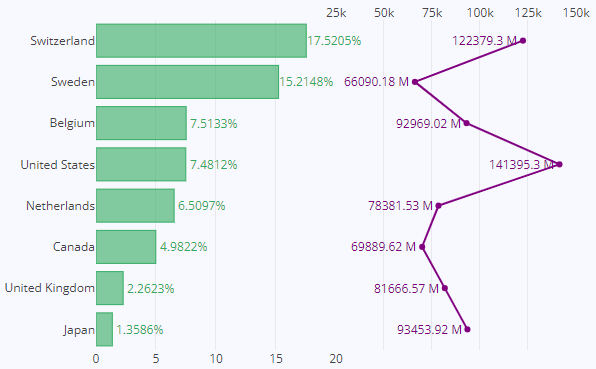 25k 50k 75k 100k 125k 150k
Switzerland 17.5205% 122379.3 M
Sweden 15.2148% 66090.18 M
Belgium 7.5133% 92969.02 M
United States 7.4812% 141395.3 M
Netherlands 6.5097% 78381.53 M
Canada 4.9822% 69889.62 M
United Kingdom 2.2623% 81666.57 M
Japan 1.3586% 93453.92 M
0 5 10 15 20